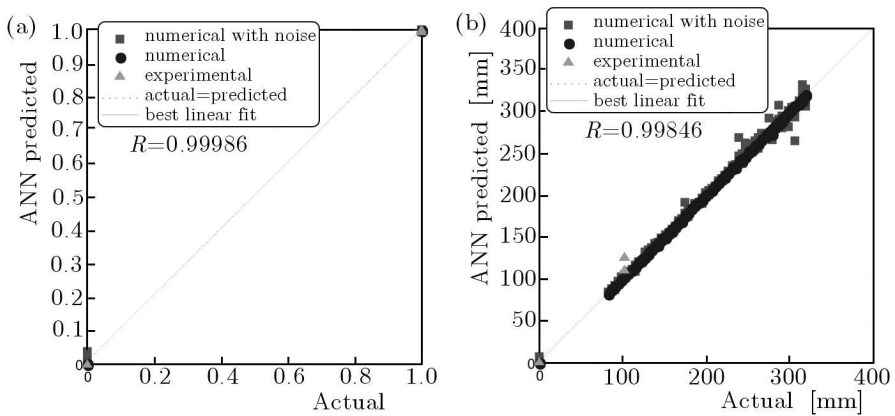 (a)
1.0
0.9
0.8
0.7
0.6
0.5
0.4
0.3
0.2
0.1
0
ANN predicted
numerical with noise
numerical
experimental
actual=predicted
best linear fit
R=0.99986
0
0.2
0.4
0.6
0.8
1.0
Actual
(b)
400
350
300
250
200
150
100
50
0
ANN predicted [mm]
numerical with noise
numerical
experimental
actual=predicted
best linear fit
R=0.99846
0
100
200
300
400
Actual [mm]